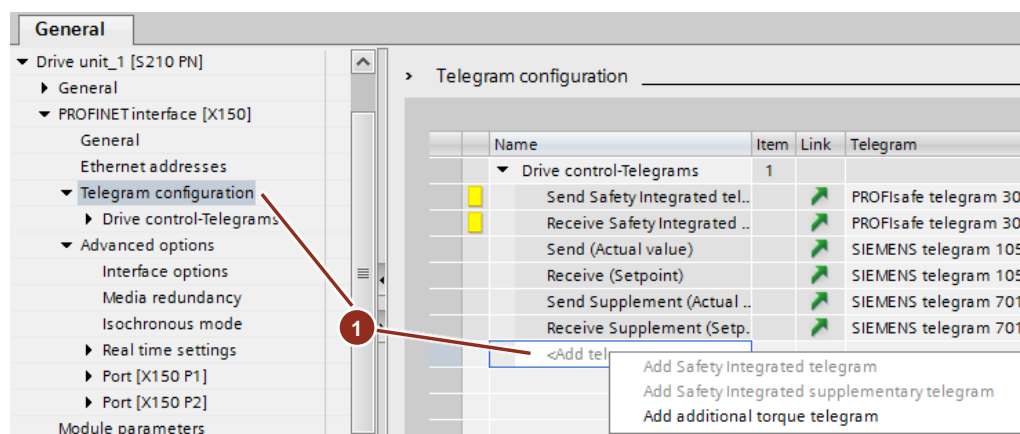 General
Drive unit_1 [S210 PN]
General
PROFINET interface [X150]
General
Ethernet addresses
Telegram configuration
Drive control-Telegrams
Advanced options
Interface options
Media redundancy
Isochronous mode
Real time settings
Port [X150 P1]
Port [X150 P2]
Module parameters
1
Telegram configuration
Name Item Link Telegram
Drive control-Telegrams 1
Send Safety Integrated tel.. PROFIsafe telegram 30
Receive Safety Integrated .. PROFIsafe telegram 30
Send (Actual value) SIEMENS telegram 105
Receive (Setpoint) SIEMENS telegram 105
Send Supplement (Actual .. SIEMENS telegram 701
Receive Supplement (Setp. SIEMENS telegram 701
<Add tel
Add Safety Integrated telegram
Add Safety Integrated supplementary telegram
Add additional torque telegram